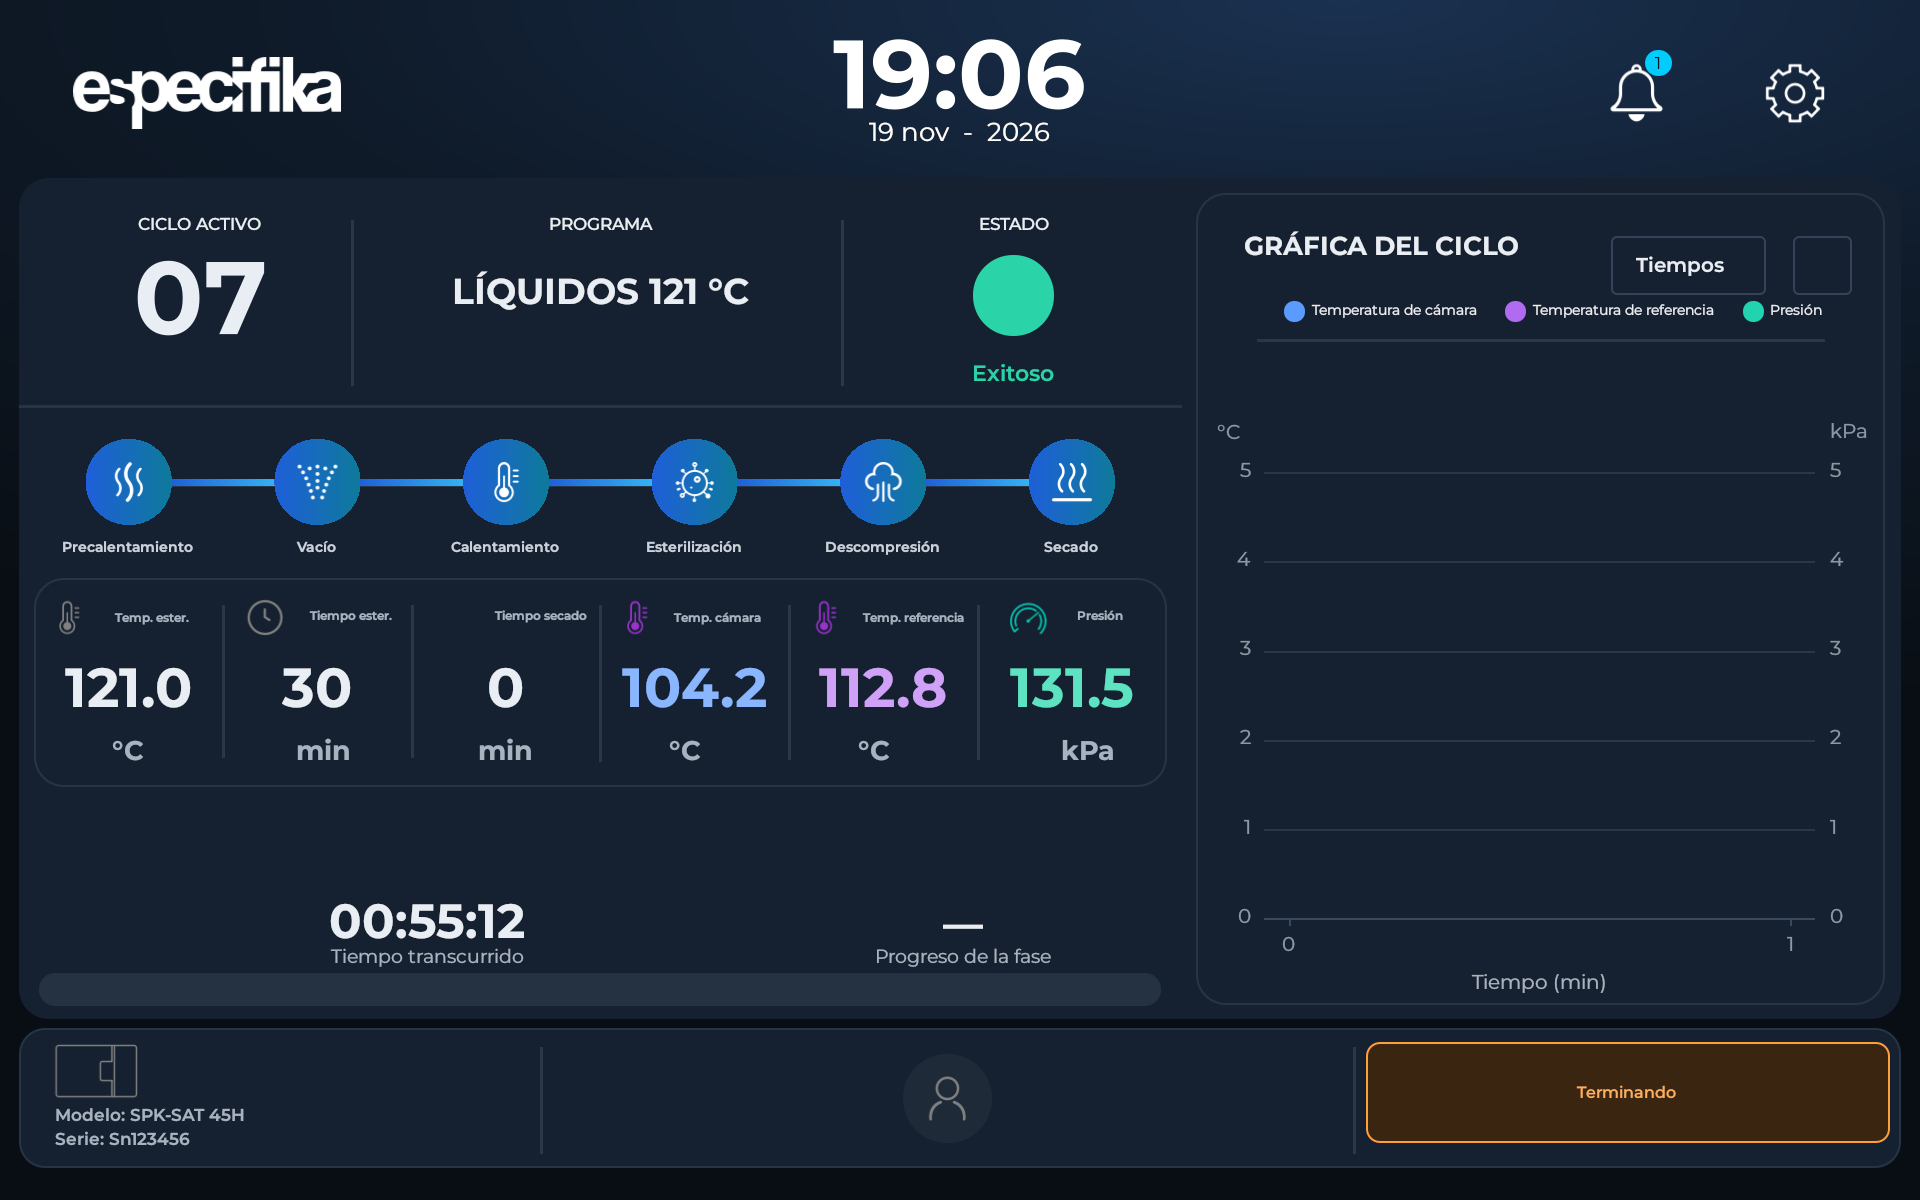 especifika
19:06
19 nov - 2026
1
CICLO ACTIVO
07
PROGRAMA
LÍQUIDOS 121 °C
ESTADO
Exitoso
Precalentamiento
Vacío
Calentamiento
Esterilización
Descompresión
Secado
Temp. ester.
121.0
°C
Tiempo ester.
30
min
Tiempo secado
0
min
Temp. cámara
104.2
°C
Temp. referencia
112.8
°C
Presión
131.5
kPa
00:55:12
Tiempo transcurrido
—
Progreso de la fase
GRÁFICA DEL CICLO
Tiempos
Temperatura de cámara
Temperatura de referencia
Presión
°C
kPa
5
5
4
4
3
3
2
2
1
1
0
0
0
1
Tiempo (min)
Modelo: SPK-SAT 45H
Serie: Sn123456
Terminando